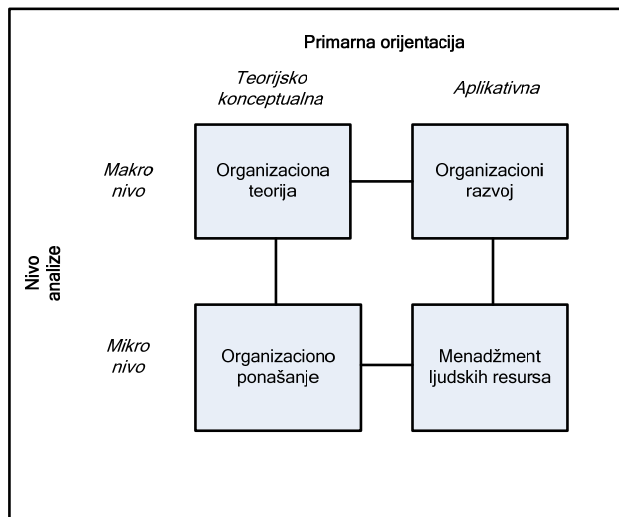 Primarna orijentacija
Teorijsko
konceptualna
Aplikativna
Makro
nivo
Organizaciona
teorija
Organizacioni
razvoj
Nivo
analize
Mikro
nivo
Organizaciono
ponašanje
Menadžment
ljudskih resursa